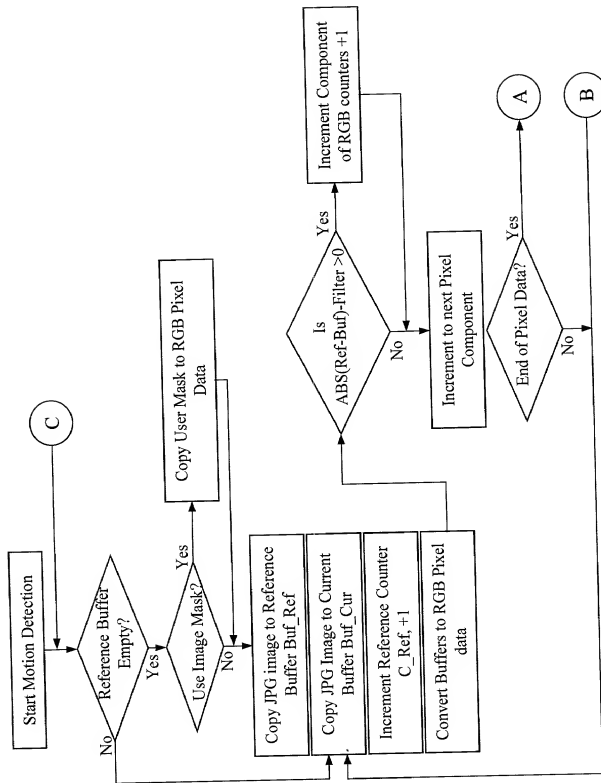 Start Motion Detection
C
Reference Buffer
Empty?
No
Yes
Use Image Mask?
Yes
No
Copy User Mask to RGB Pixel
Data
Copy JPG image to Reference
Buffer Buf_Ref
Copy JPG Image to Current
Buffer Buf_Cur
Increment Reference Counter
C_Ref, +1
Convert Buffers to RGB Pixel
data
Is
ABS(Ref-Buf)-Filter >0
Yes
No
Increment Component
of RGB counters +1
Increment to next Pixel
Component
End of Pixel Data?
Yes
No
A
B